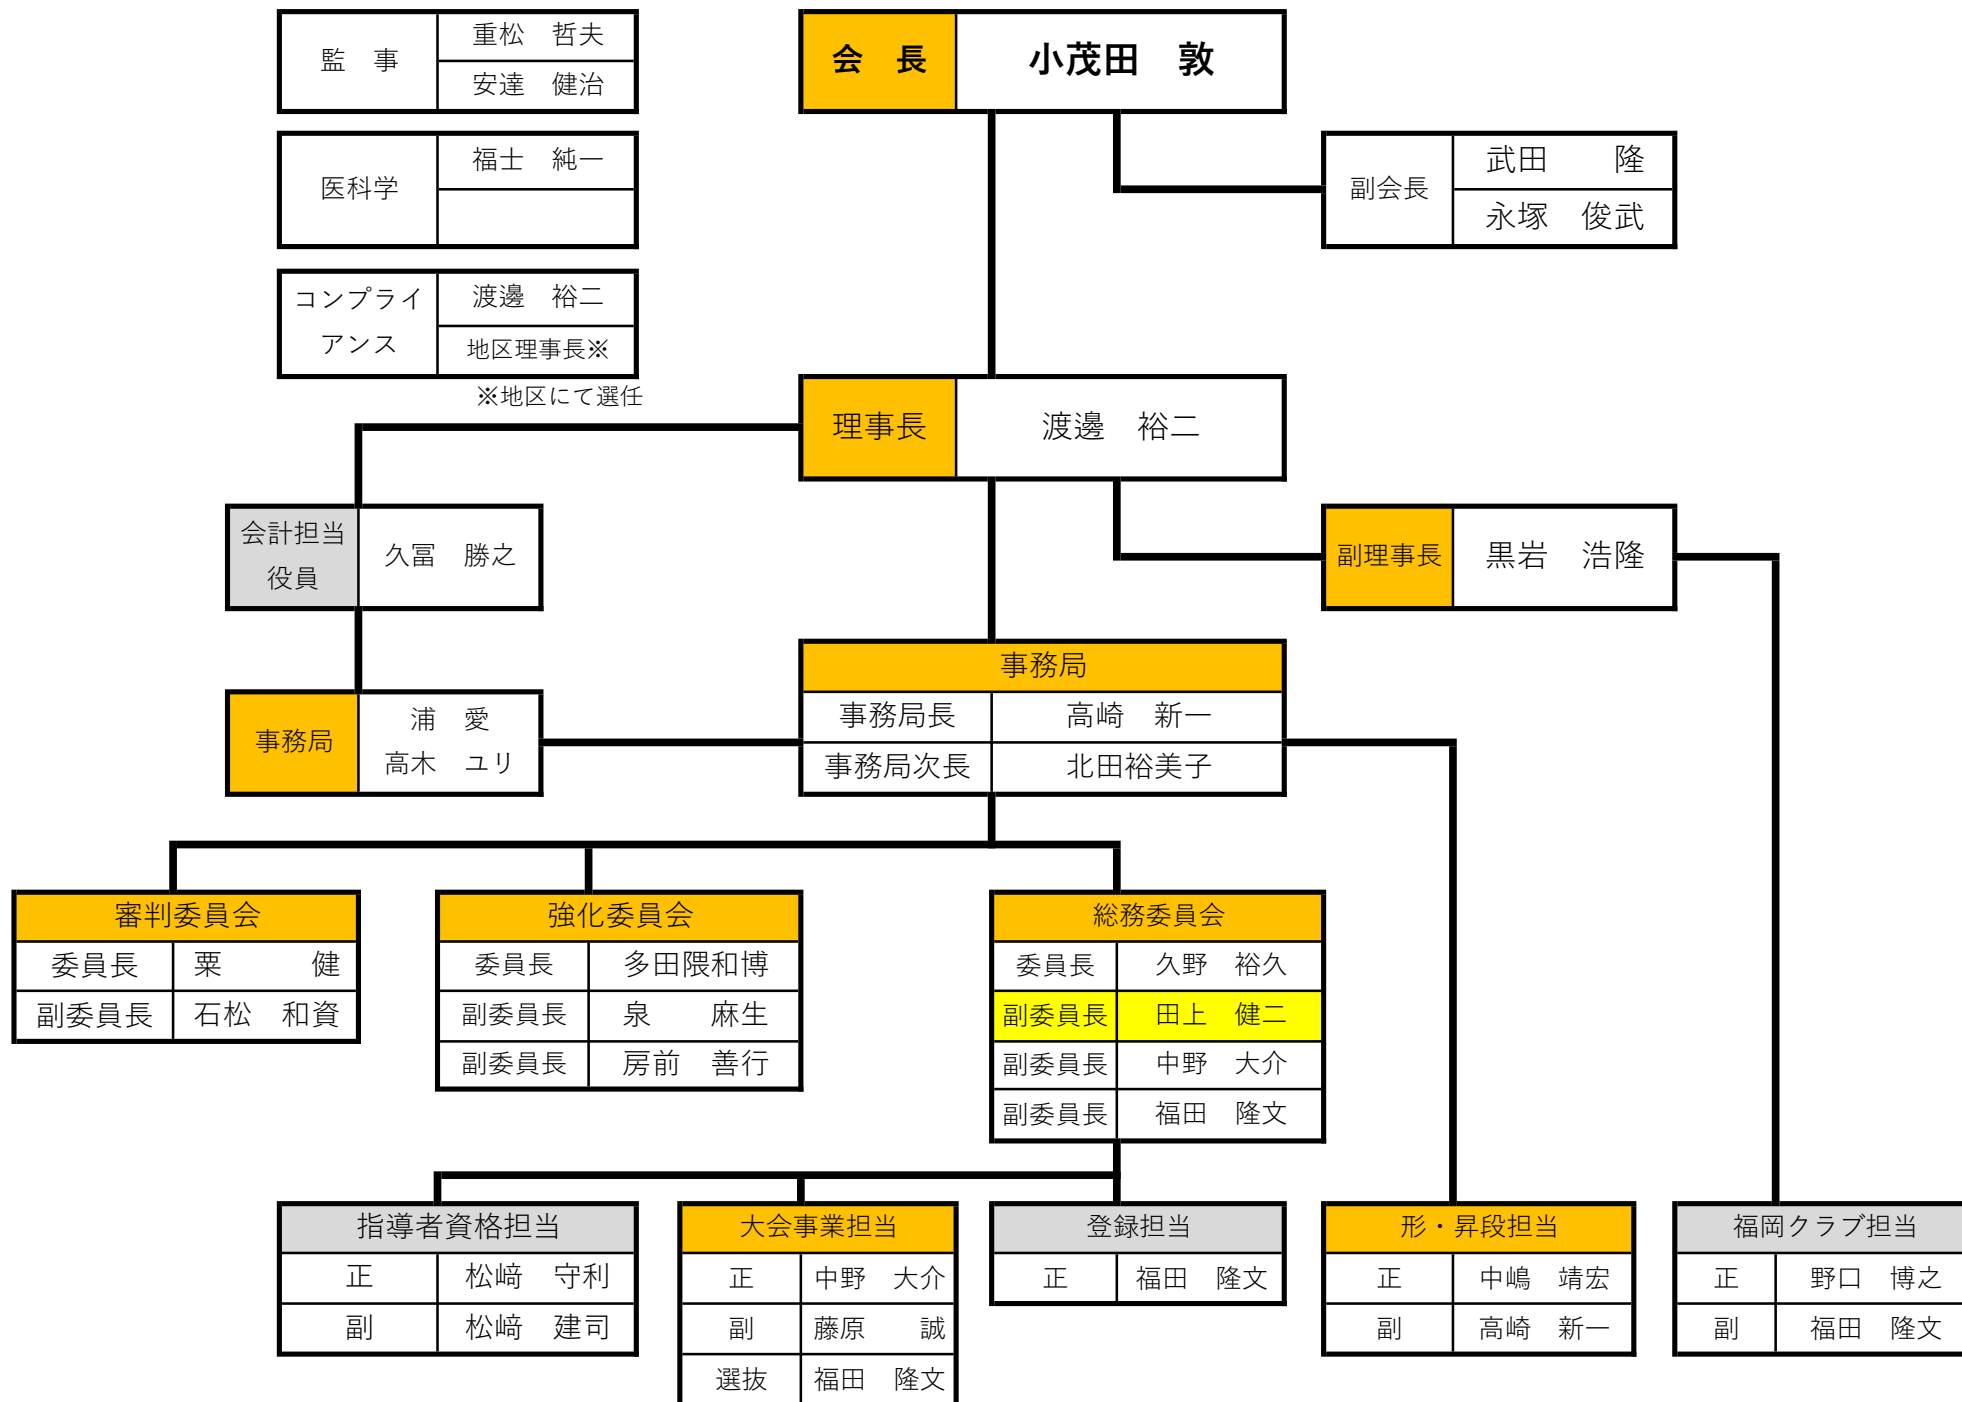 監　事
重松　哲夫
安達　健治
会　長　小茂田　敦
医科学
福士　純一
副会長
武田　　隆
永塚　俊武
コンプライ
アンス
渡邊　裕二
地区理事長※
※地区にて選任
理事長　渡邊　裕二
会計担当
役員
久冨　勝之
副理事長　黒岩　浩隆
事務局
浦　愛
高木　ユリ
事務局
事務局長　高崎　新一
事務局次長　北田裕美子
審判委員会
委員長　粟　　　健
副委員長　石松　和資
強化委員会
委員長　多田隈和博
副委員長　泉　　麻生
副委員長　房前　善行
総務委員会
委員長　久野　裕久
副委員長　田上　健二
副委員長　中野　大介
副委員長　福田　隆文
指導者資格担当
正　松﨑　守利
副　松﨑　建司
大会事業担当
正　中野　大介
副　藤原　　誠
選抜　福田　隆文
登録担当
正　福田　隆文
形・昇段担当
正　中嶋　靖宏
副　高崎　新一
福岡クラブ担当
正　野口　博之
副　福田　隆文